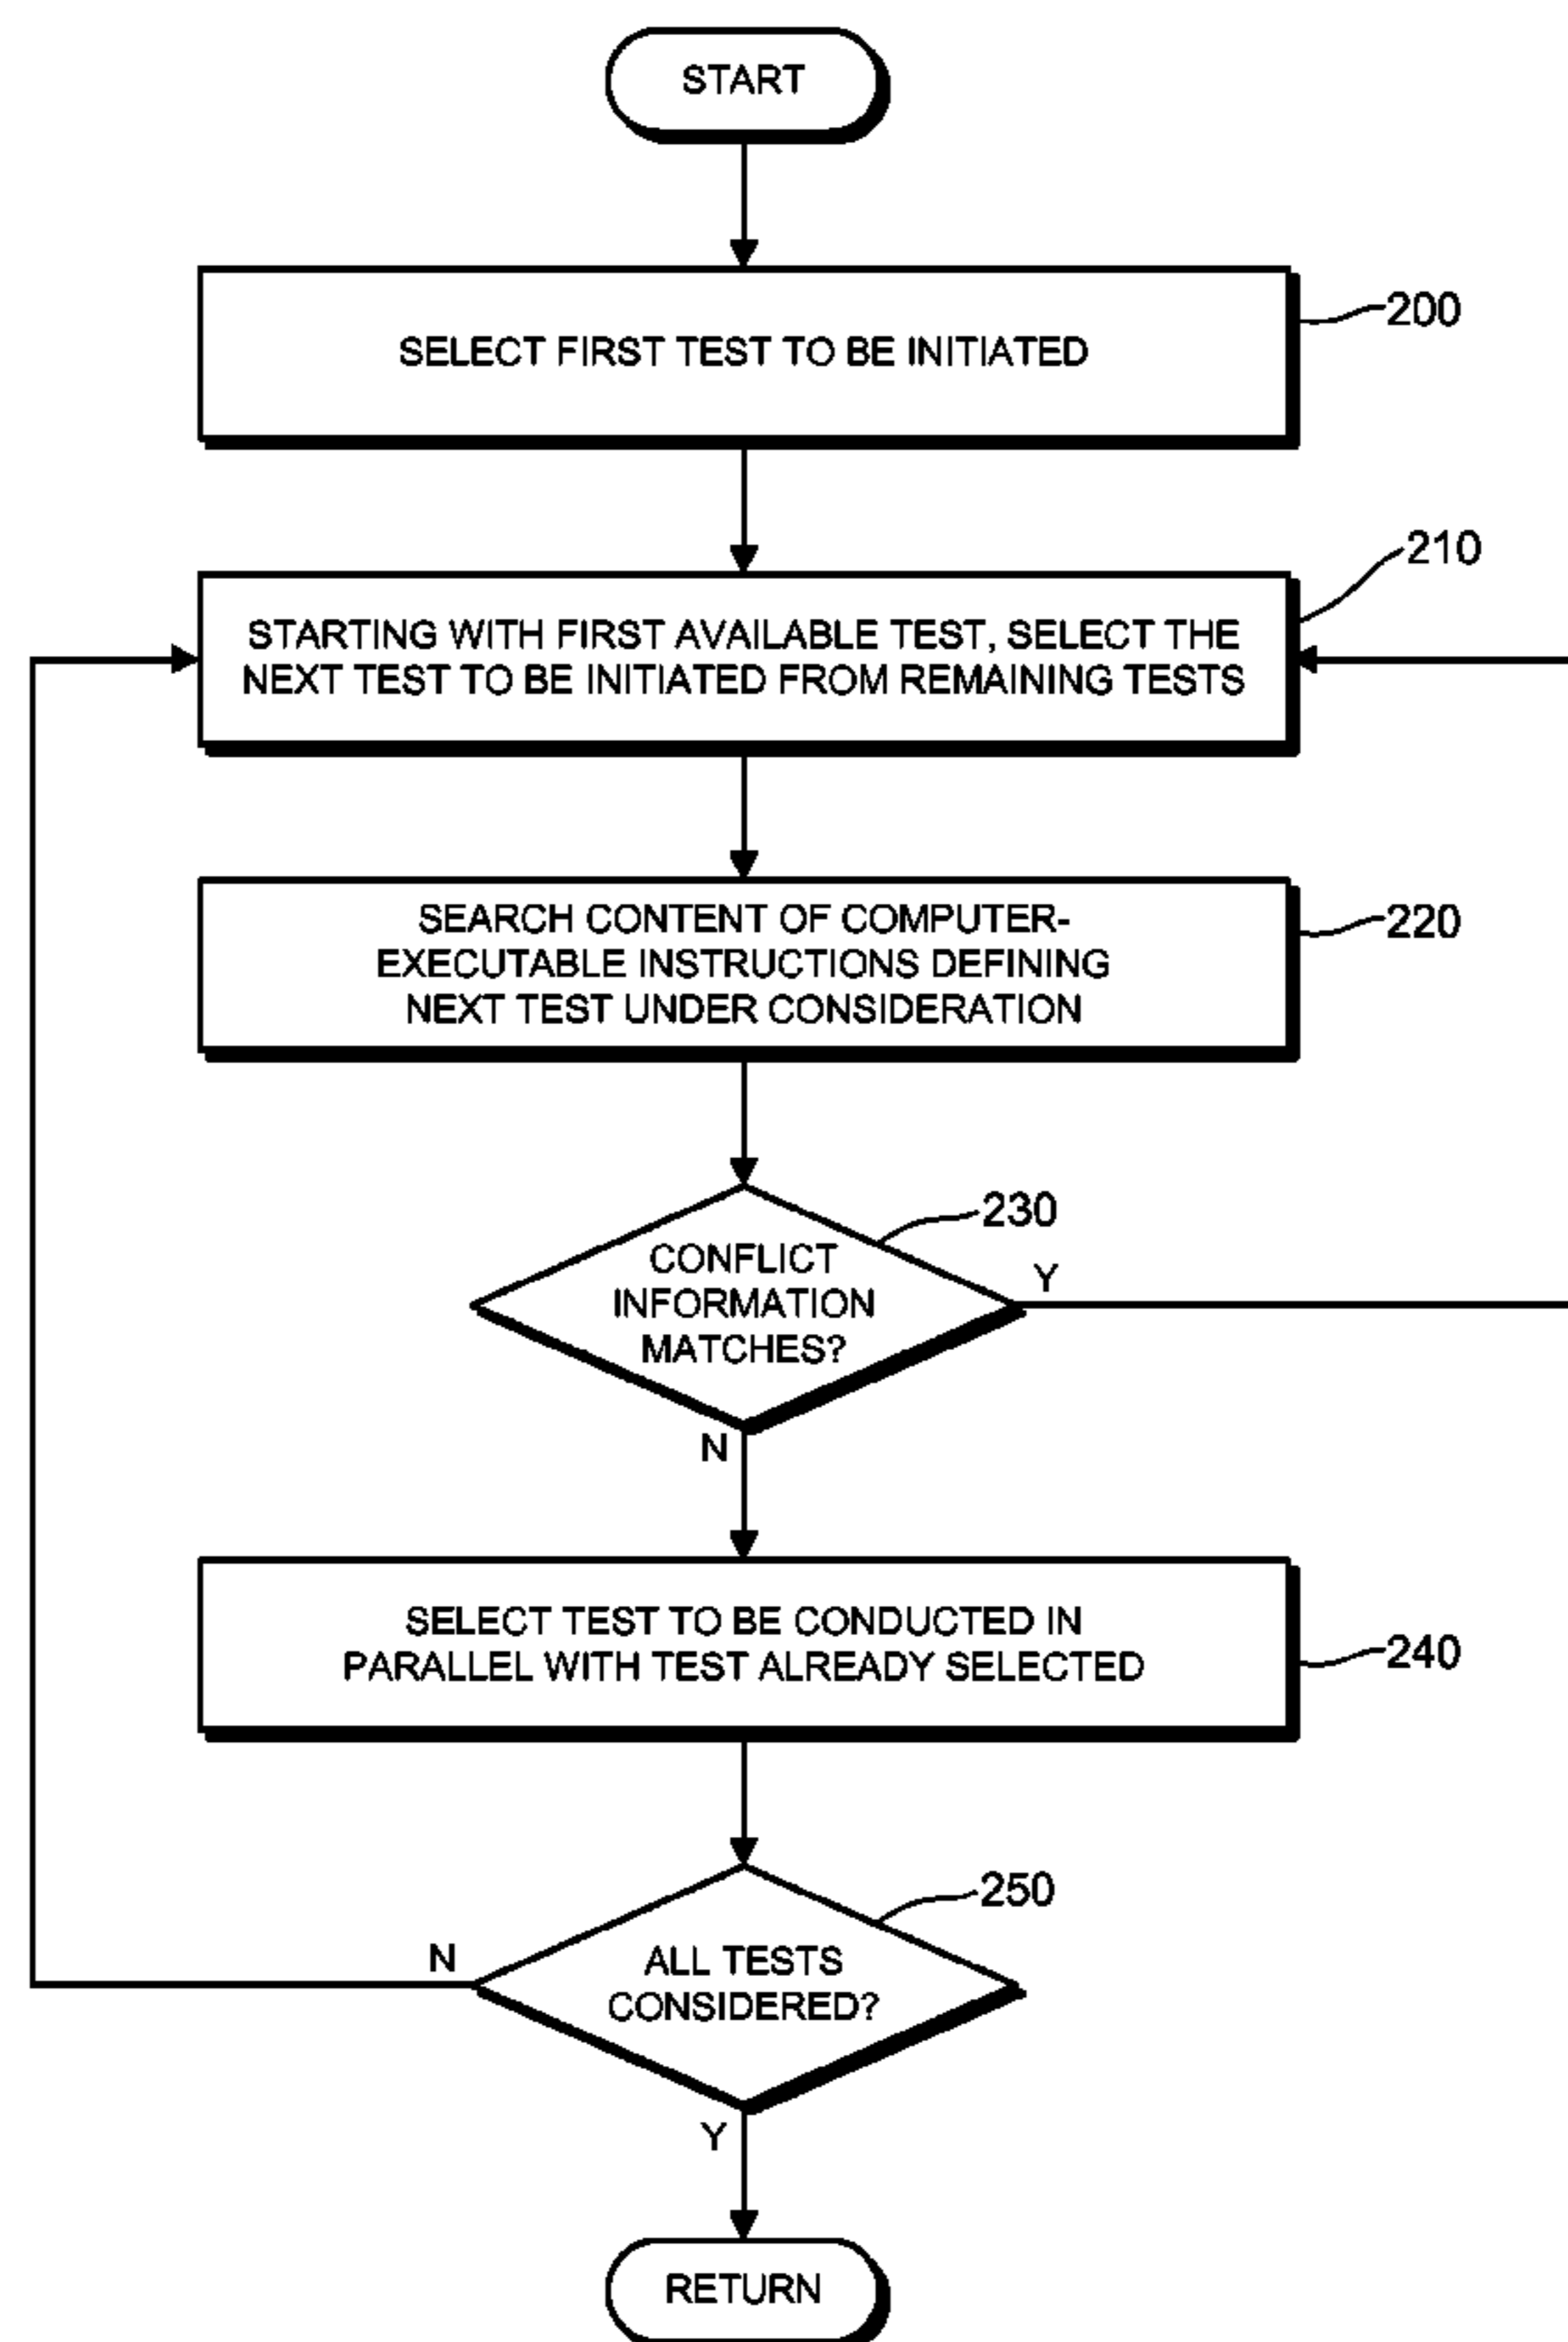 START
SELECT FIRST TEST TO BE INITIATED
200
STARTING WITH FIRST AVAILABLE TEST, SELECT THE
NEXT TEST TO BE INITIATED FROM REMAINING TESTS
210
SEARCH CONTENT OF COMPUTER-
EXECUTABLE INSTRUCTIONS DEFINING
NEXT TEST UNDER CONSIDERATION
220
CONFLICT
INFORMATION
MATCHES?
230
Y
N
SELECT TEST TO BE CONDUCTED IN
PARALLEL WITH TEST ALREADY SELECTED
240
ALL TESTS
CONSIDERED?
250
N
Y
RETURN